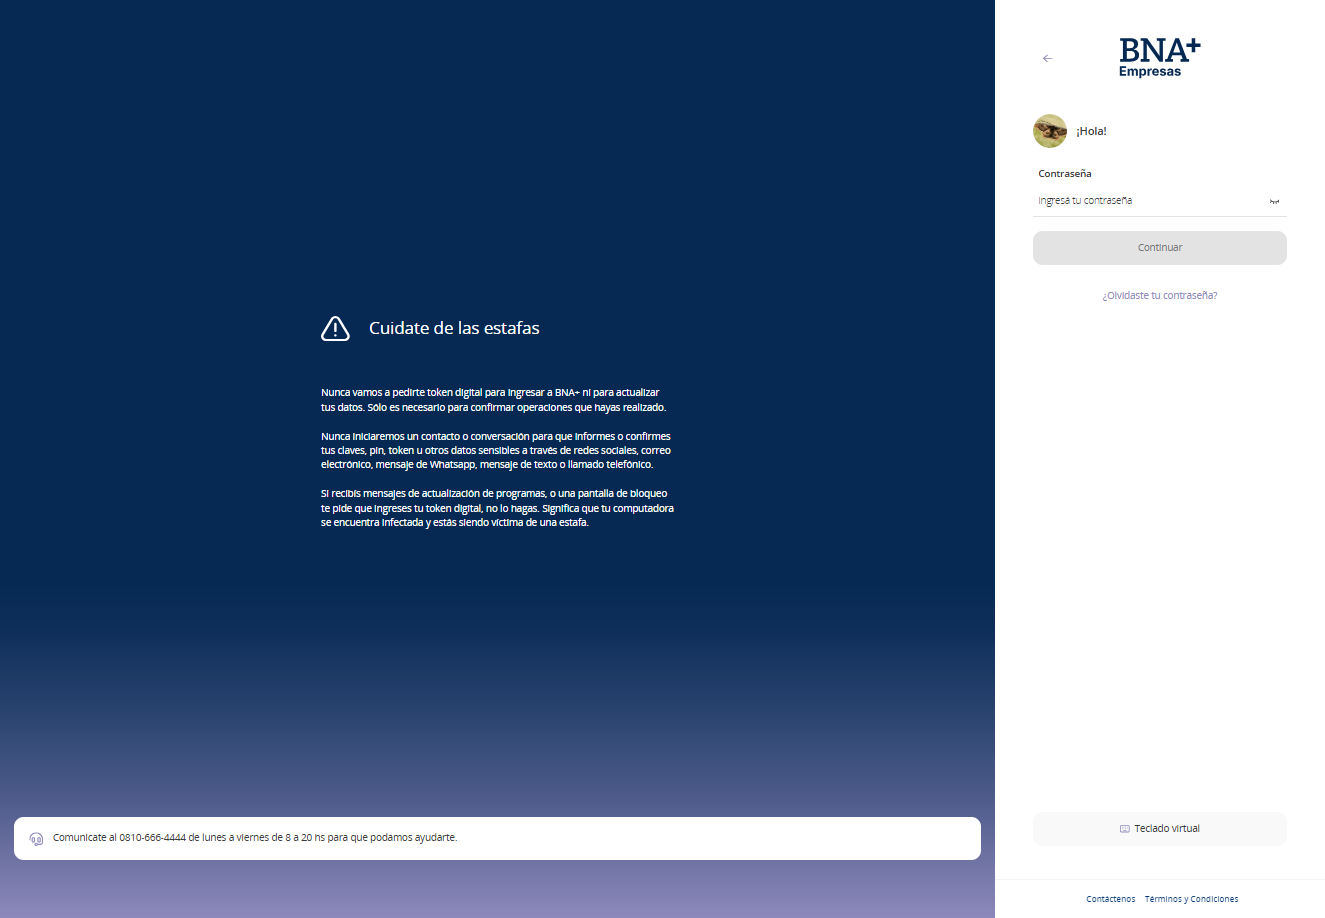 Cuidate de las estafas
Nunca vamos a pedirte token digital para ingresar a BNA+ ni para actualizar
tus datos. Sólo es necesario para confirmar operaciones que hayas realizado.
Nunca iniciaremos un contacto o conversación para que informes o confirmes
tus claves, pin, token u otros datos sensibles a través de redes sociales, correo
electrónico, mensaje de Whatsapp, mensaje de texto o llamado telefónico.
Si recibís mensajes de actualización de programas, o una pantalla de bloqueo
te pide que ingreses tu token digital, no lo hagas. Significa que tu computadora
se encuentra infectada y estás siendo víctima de una estafa.
Comunicate al 0810-666-4444 de lunes a viernes de 8 a 20 hs para que podamos ayudarte.
BNA+
Empresas
¡Hola!
Contraseña
Ingresá tu contraseña
Continuar
¿Olvidaste tu contraseña?
Teclado virtual
Contáctenos Términos y Condiciones